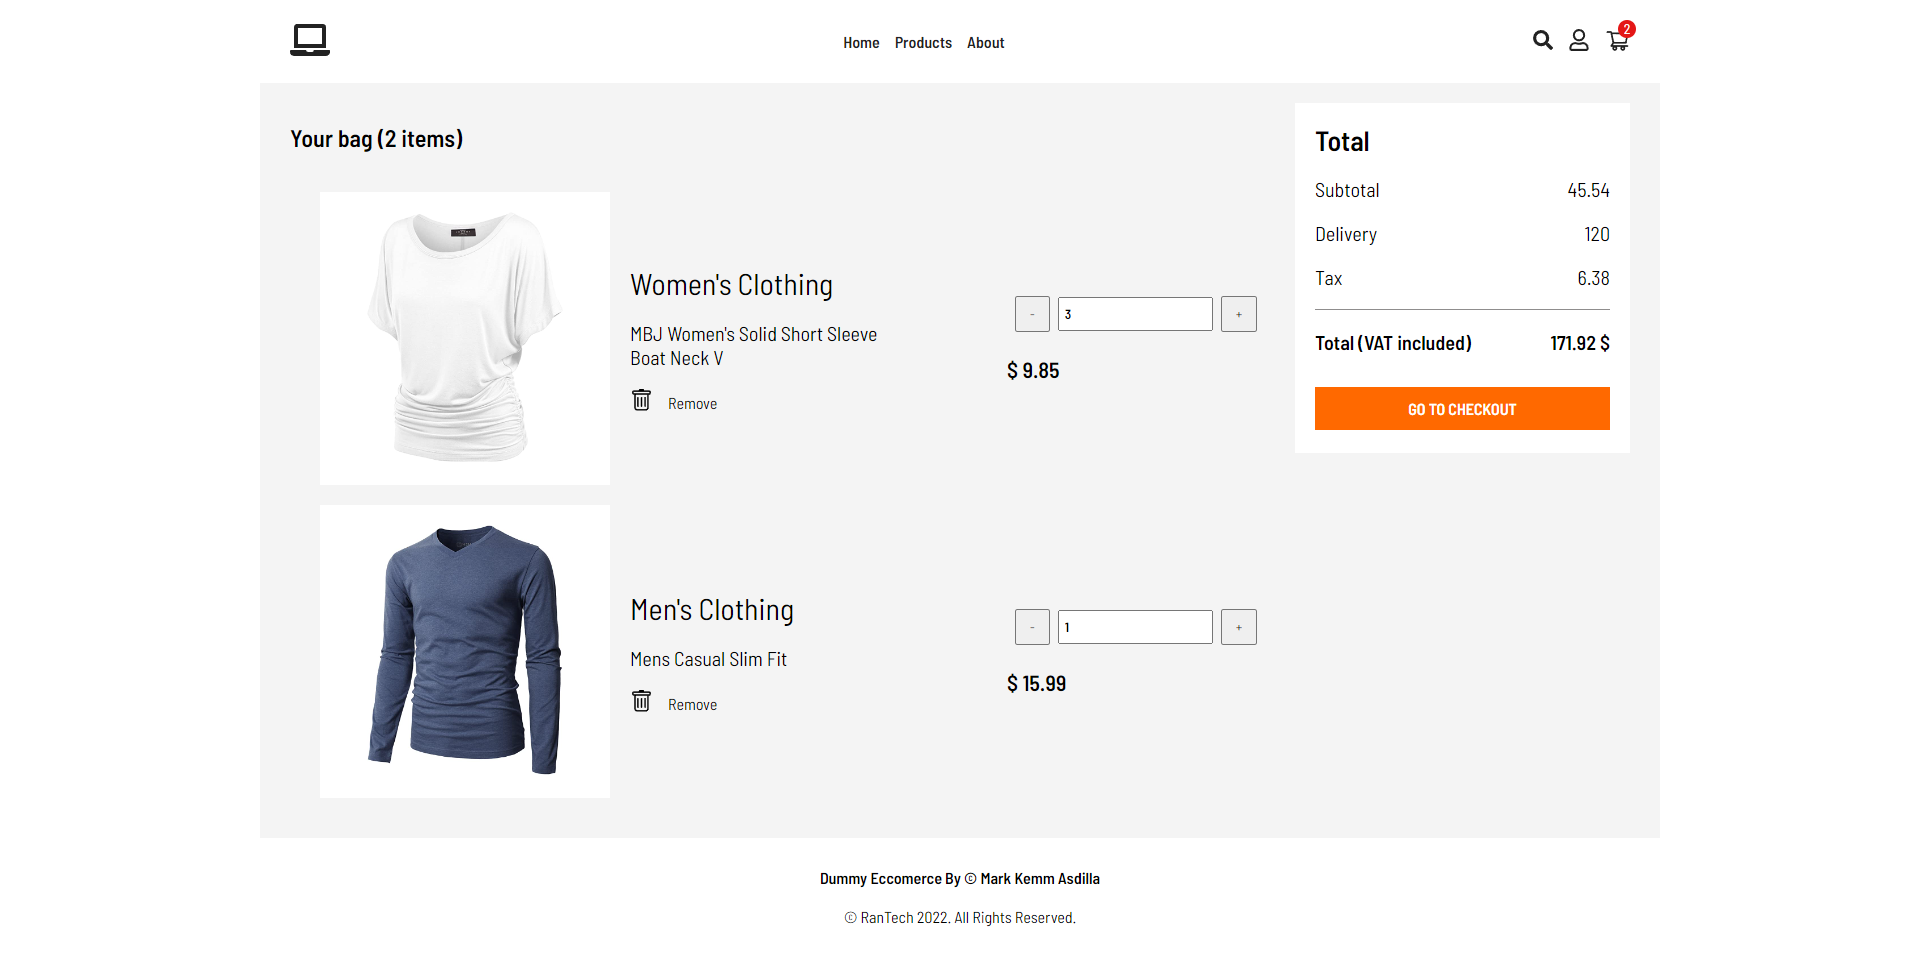 Home Products About
2
Your bag (2 items)
Women's Clothing
MBJ Women's Solid Short Sleeve
Boat Neck V
Remove
- 3 +
$ 9.85
Men's Clothing
Mens Casual Slim Fit
Remove
- 1 +
$ 15.99
Total
Subtotal 45.54
Delivery 120
Tax 6.38
Total (VAT included) 171.92 $
GO TO CHECKOUT
Dummy Eccomerce By © Mark Kemm Asdilla
© RanTech 2022. All Rights Reserved.